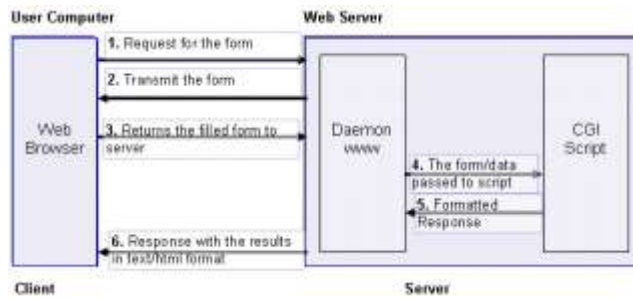 User Computer
Web Server
1. Request for the form
2. Transmit the form
Web
Browser
3. Returns the filled form to
server
Daemon
www
CGI
Script
4. The form/data
passed to script
5. Formatted
Response
6. Response with the results
in text/html format
Client
Server